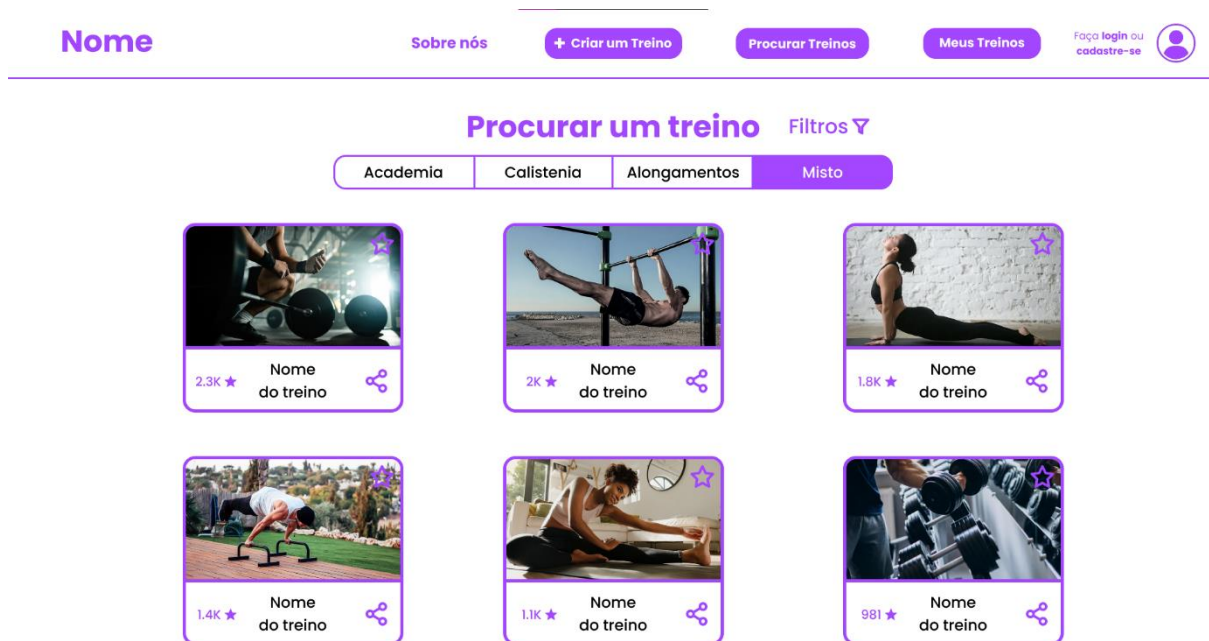 Nome
Sobre nós
+ Criar um Treino
Procurar Treinos
Meus Treinos
Faça login ou
cadastre-se
Procurar um treino
Filtros
Academia
Calistenia
Alongamentos
Misto
2.3K
Nome
do treino
2K
Nome
do treino
1.8K
Nome
do treino
1.4K
Nome
do treino
1.1K
Nome
do treino
981
Nome
do treino